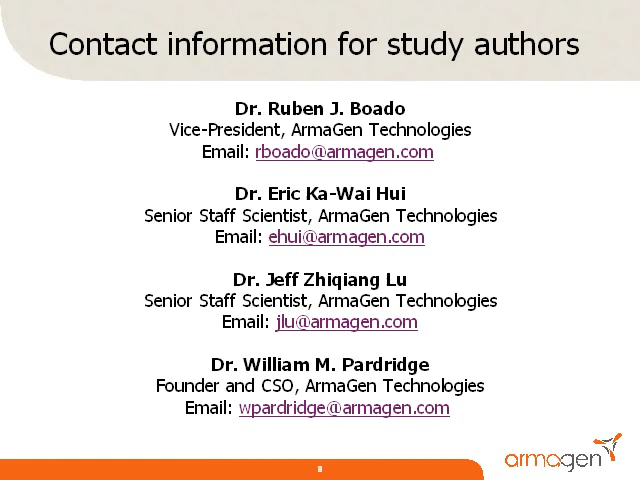 Contact information for study authors
Dr. Ruben J. Boado
Vice-President, ArmaGen Technologies
Email: rboado@armagen.com
Dr. Eric Ka-Wai Hui
Senior Staff Scientist, ArmaGen Technologies
Email: ehui@armagen.com
Dr. Jeff Zhiqiang Lu
Senior Staff Scientist, ArmaGen Technologies
Email: jlu@armagen.com
Dr. William M. Pardridge
Founder and CSO, ArmaGen Technologies
Email: wpardridge@armagen.com
armagen